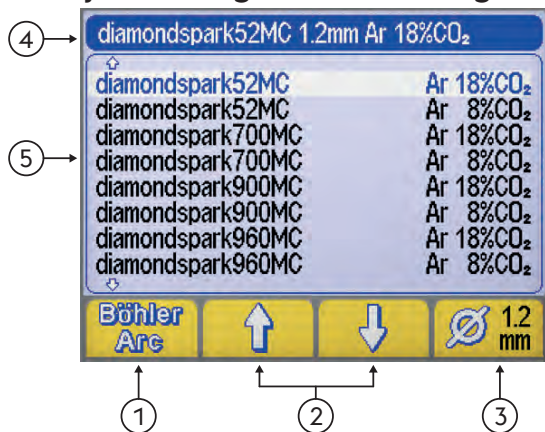 ④ diamondspark52MC 1.2mm Ar 18%CO₂
diamondspark52MC Ar 18%CO₂
diamondspark52MC Ar 8%CO₂
diamondspark700MC Ar 18%CO₂
⑤ diamondspark700MC Ar 8%CO₂
diamondspark900MC Ar 18%CO₂
diamondspark900MC Ar 8%CO₂
diamondspark960MC Ar 18%CO₂
diamondspark960MC Ar 8%CO₂
Böhler Ø 1.2
Arc mm
① ② ③